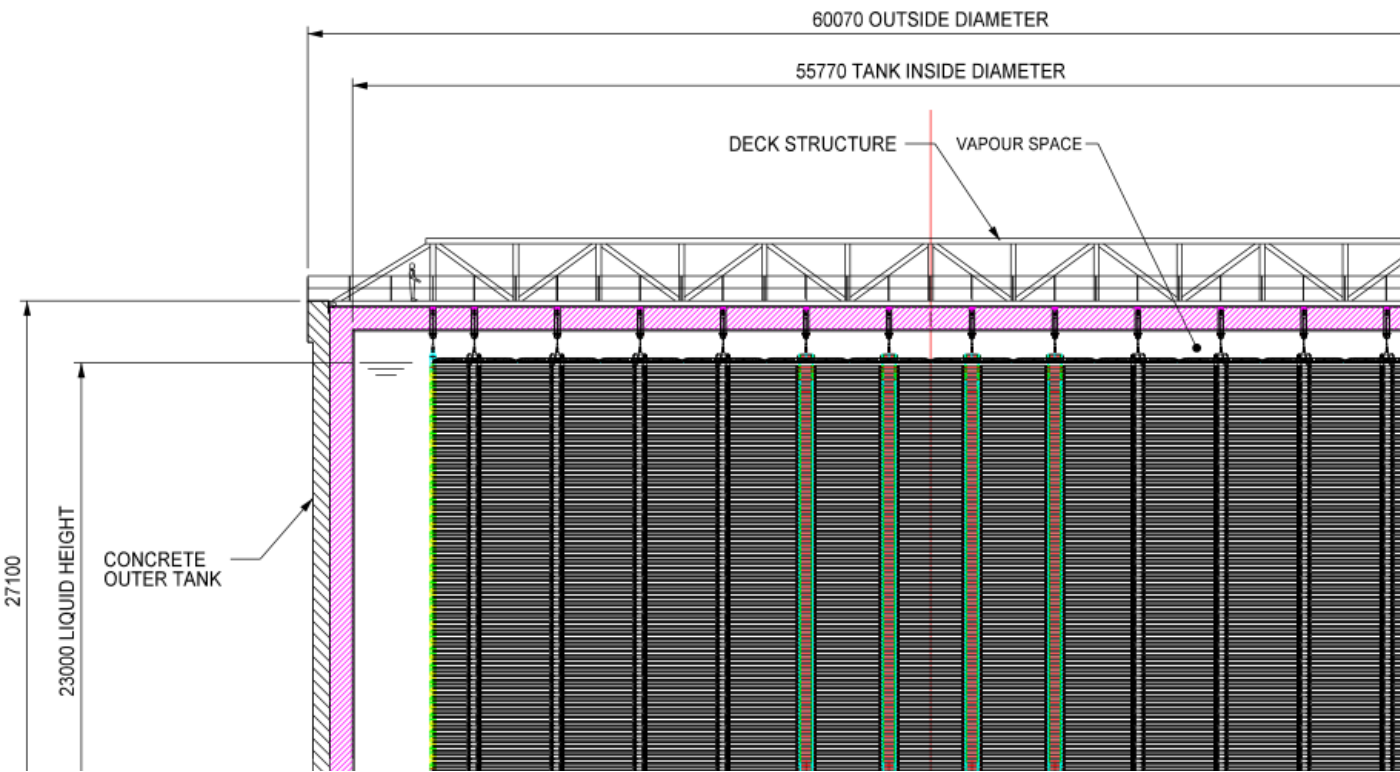 60070 OUTSIDE DIAMETER
55770 TANK INSIDE DIAMETER
DECK STRUCTURE
VAPOUR SPACE
CONCRETE
OUTER TANK
23000 LIQUID HEIGHT
27100